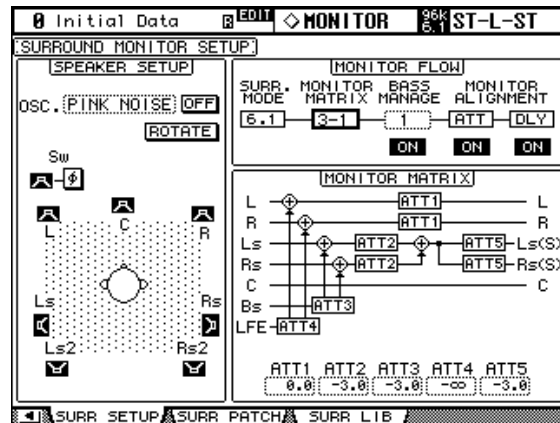 0 Initial Data R EDIT ◇MONITOR 96k 6.1 ST-L-ST
SURROUND MONITOR SETUP
SPEAKER SETUP
OSC. PINK NOISE OFF
ROTATE
Sw
ø
L C R
Ls Rs
Ls2 Rs2
MONITOR FLOW
SURR. MODE MONITOR MATRIX BASS MANAGE MONITOR ALIGNMENT
6.1 3-1 1 ATT DLY
ON ON ON
MONITOR MATRIX
L ATT1 L
R ATT1 R
Ls ATT2 ATT5 Ls(S)
Rs ATT2 ATT5 Rs(S)
C C
Bs ATT3
LFE ATT4
ATT1 ATT2 ATT3 ATT4 ATT5
0.0 -3.0 -3.0 -∞ -3.0
SURR SETUP SURR PATCH SURR LIB